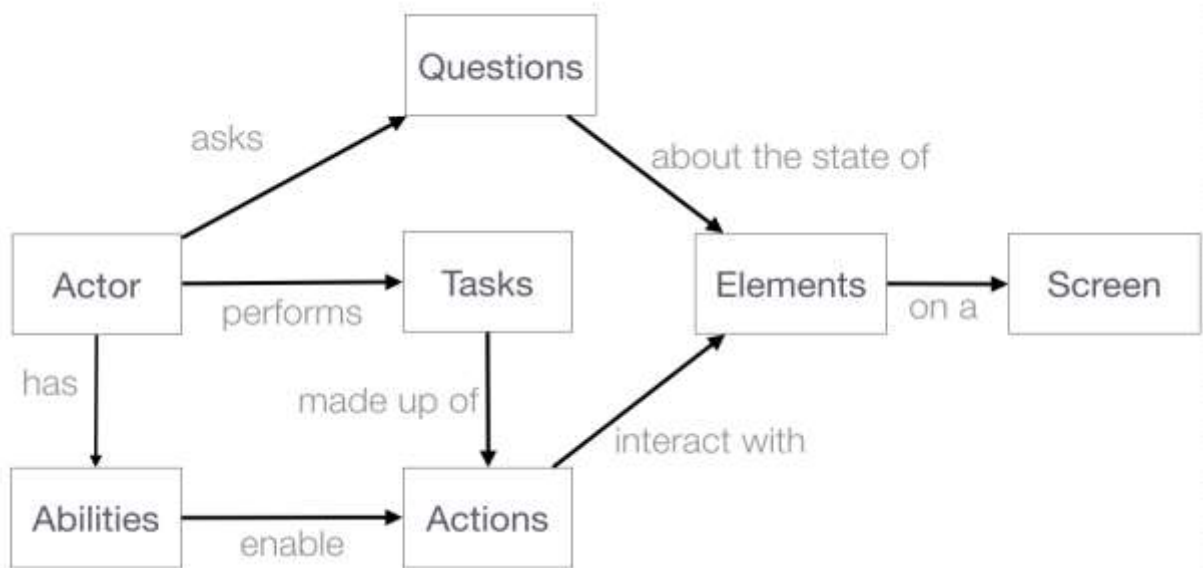 Questions
asks
about the state of
Actor
Tasks
Elements
Screen
performs
on a
has
made up of
interact with
Abilities
Actions
enable